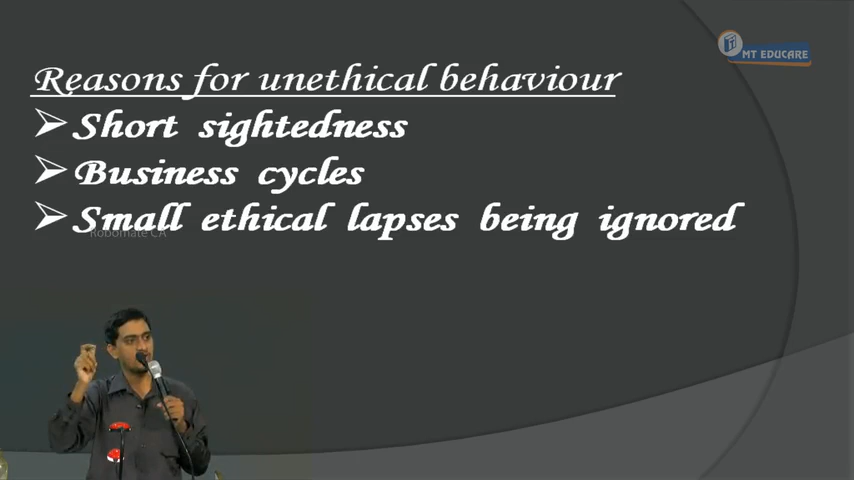 MT EDUCARE
Reasons for unethical behaviour
Short sightedness
Business cycles
Small ethical lapses being ignored
Robomate CA